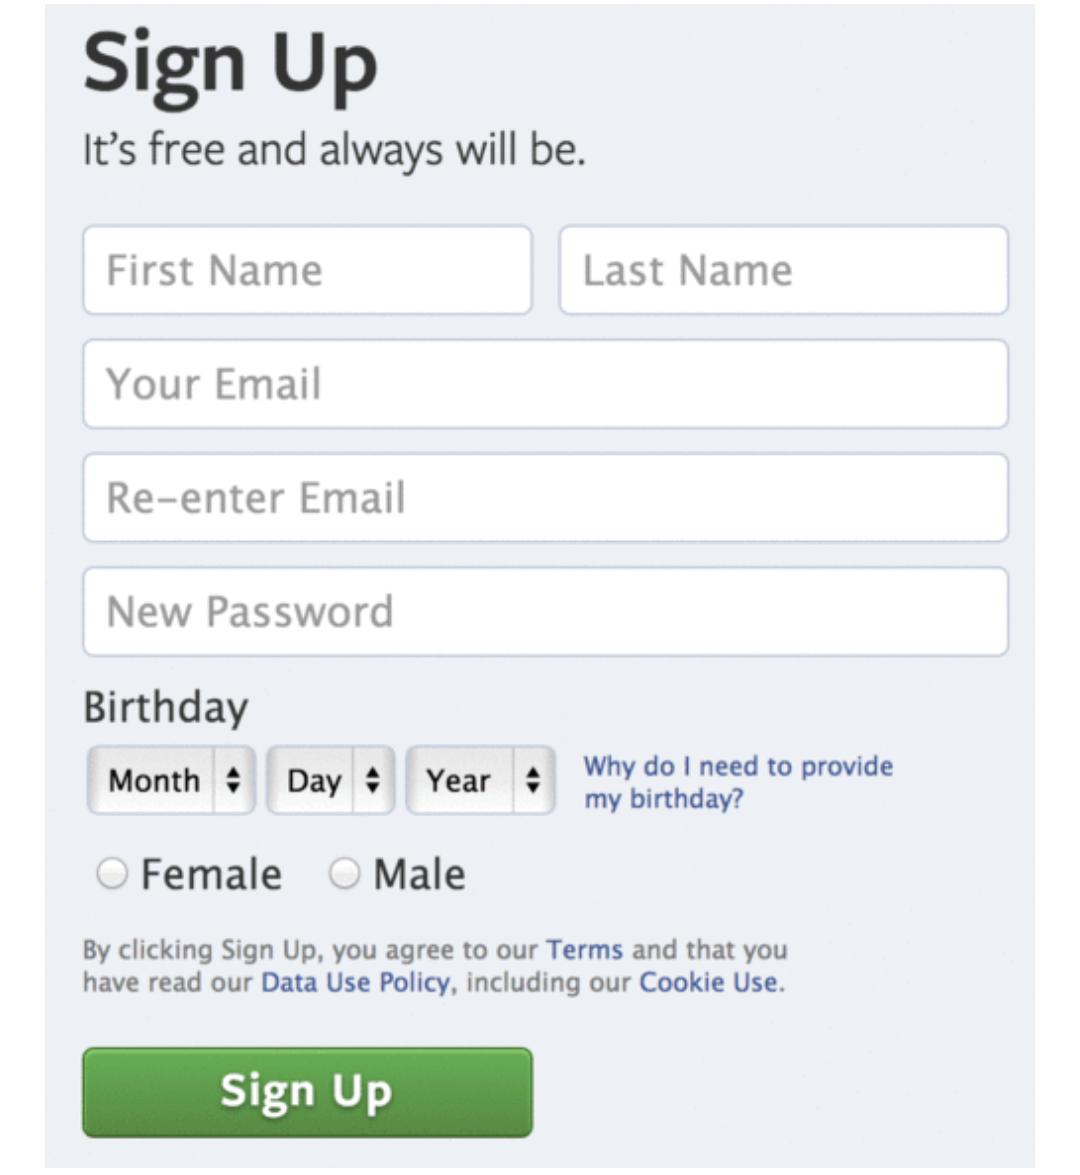 Sign Up
It's free and always will be.
First Name Last Name
Your Email
Re-enter Email
New Password
Birthday
Month Day Year Why do I need to provide
my birthday?
Female Male
By clicking Sign Up, you agree to our Terms and that you
have read our Data Use Policy, including our Cookie Use.
Sign Up